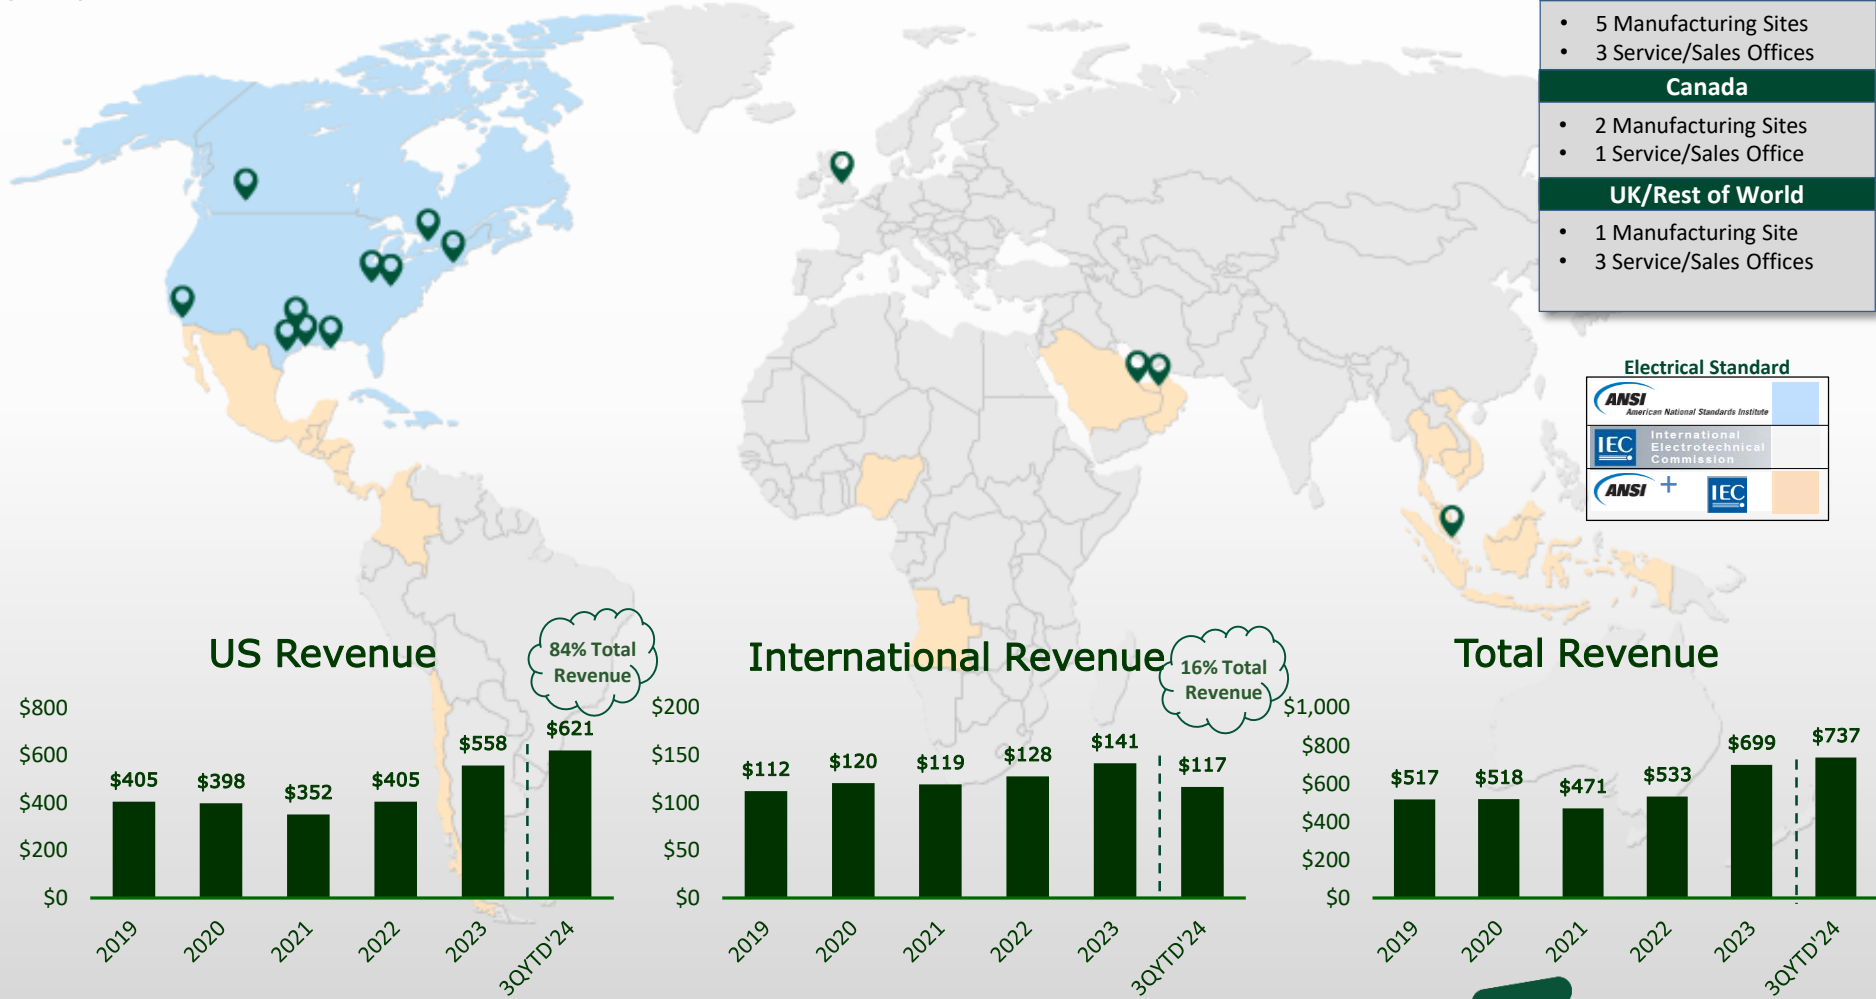 • 5 Manufacturing Sites
• 3 Service/Sales Offices
Canada
• 2 Manufacturing Sites
• 1 Service/Sales Office
UK/Rest of World
• 1 Manufacturing Site
• 3 Service/Sales Offices
Electrical Standard
ANSI
American National Standards Institute
IEC
International
Electrotechnical
Commission
ANSI + IEC
US Revenue
84% Total
Revenue
$800
$600
$400
$200
$0
$405
$398
$352
$405
$558
$621
2019
2020
2021
2022
2023
3QYTD'24
International Revenue
16% Total
Revenue
$200
$150
$100
$50
$0
$112
$120
$119
$128
$141
$117
2019
2020
2021
2022
2023
3QYTD'24
Total Revenue
$1,000
$800
$600
$400
$200
$0
$517
$518
$471
$533
$699
$737
2019
2020
2021
2022
2023
3QYTD'24